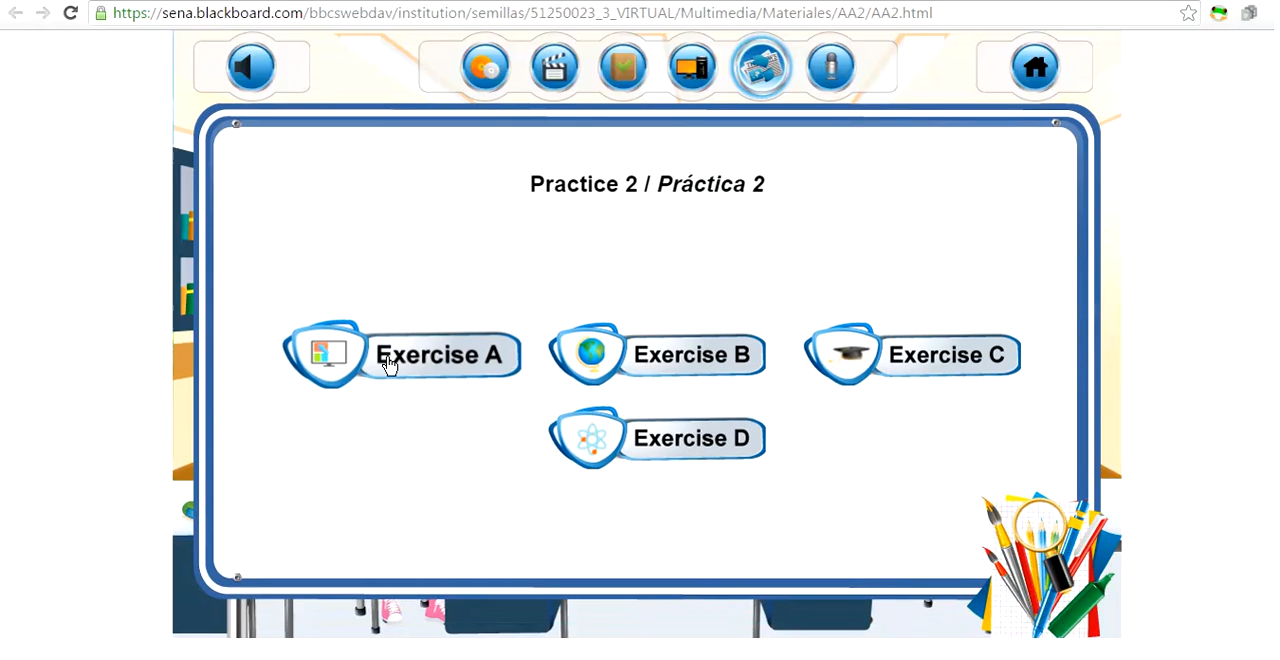 https://sena.blackboard.com/bbcswebdav/institution/semillas/51250023_3_VIRTUAL/Multimedia/Materiales/AA2/AA2.html
Practice 2 / Práctica 2
Exercise A
Exercise B
Exercise C
Exercise D